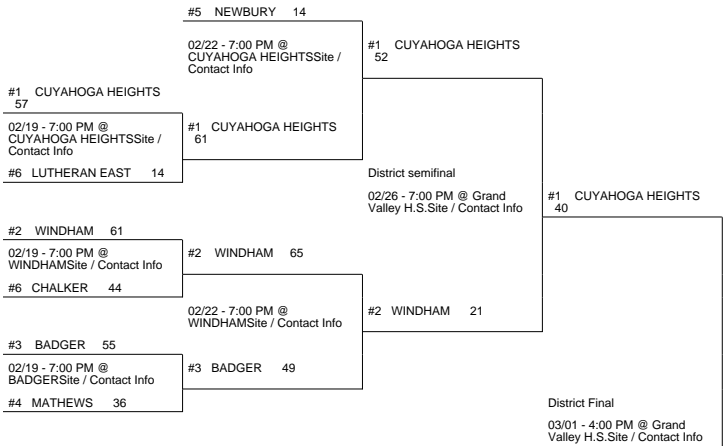 #5 NEWBURY 14
02/22 - 7:00 PM @
CUYAHOGA HEIGHTSSite /
Contact Info
#1 CUYAHOGA HEIGHTS
52
#1 CUYAHOGA HEIGHTS
57
02/19 - 7:00 PM @
CUYAHOGA HEIGHTSSite /
Contact Info
#1 CUYAHOGA HEIGHTS
61
#6 LUTHERAN EAST 14
District semifinal
02/26 - 7:00 PM @ Grand
Valley H.S.Site / Contact Info
#1 CUYAHOGA HEIGHTS
40
#2 WINDHAM 61
02/19 - 7:00 PM @
WINDHAMSite / Contact Info
#2 WINDHAM 65
#6 CHALKER 44
02/22 - 7:00 PM @
WINDHAMSite / Contact Info
#2 WINDHAM 21
#3 BADGER 55
02/19 - 7:00 PM @
BADGERSite / Contact Info
#3 BADGER 49
#4 MATHEWS 36
District Final
03/01 - 4:00 PM @ Grand
Valley H.S.Site / Contact Info